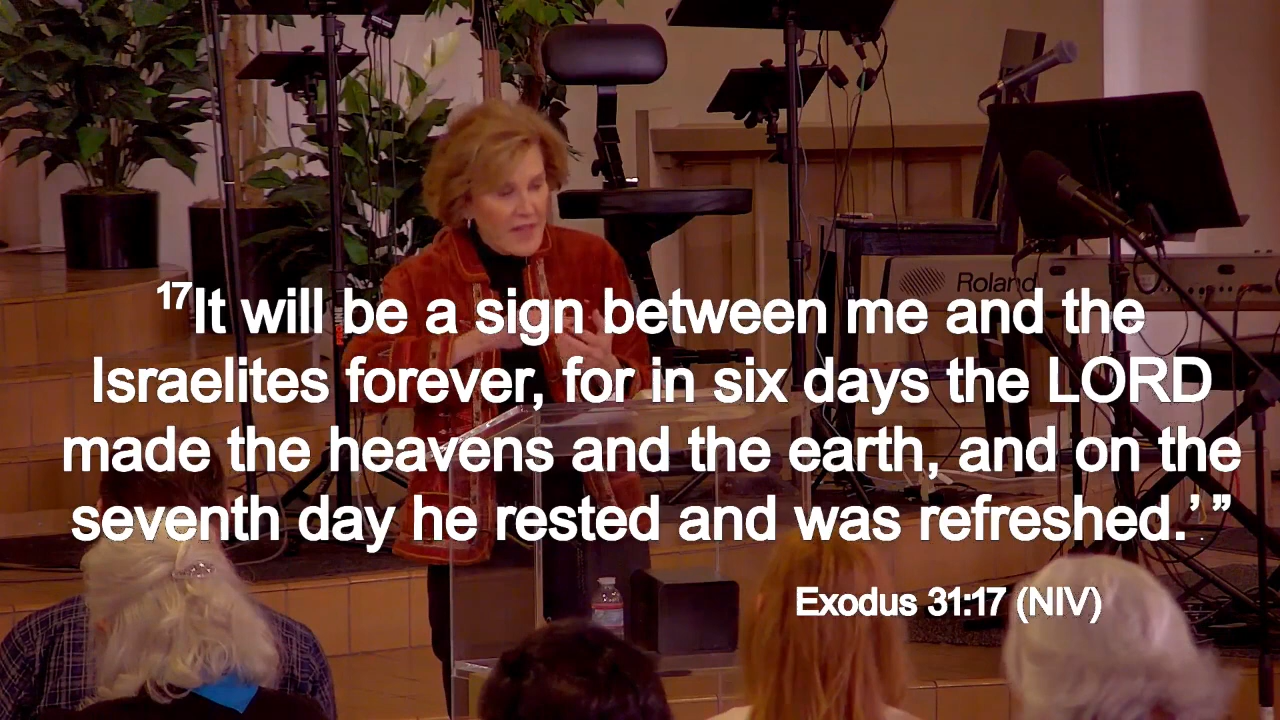 Roland
¹⁷It will be a sign between me and the
Israelites forever, for in six days the LORD
made the heavens and the earth, and on the
seventh day he rested and was refreshed.’ ”
Exodus 31:17 (NIV)